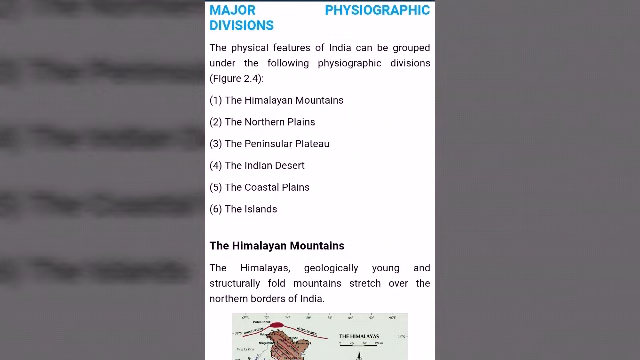 MAJOR PHYSIOGRAPHIC
DIVISIONS
The physical features of India can be grouped
under the following physiographic divisions
(Figure 2.4):
(1) The Himalayan Mountains
(2) The Northern Plains
(3) The Peninsular Plateau
(4) The Indian Desert
(5) The Coastal Plains
(6) The Islands
The Himalayan Mountains
The Himalayas, geologically young and
structurally fold mountains stretch over the
northern borders of India.
THE HIMALAYAS